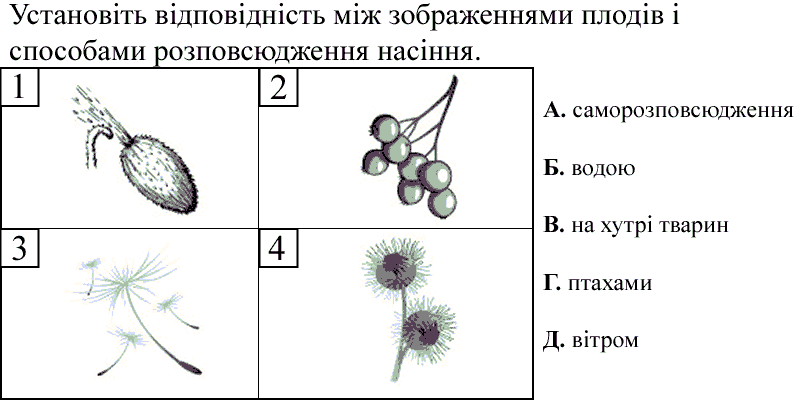 Установіть відповідність між зображеннями плодів і
способами розповсюдження насіння.
1
2
3
4
А. саморозповсюдження
Б. водою
В. на хутрі тварин
Г. птахами
Д. вітром